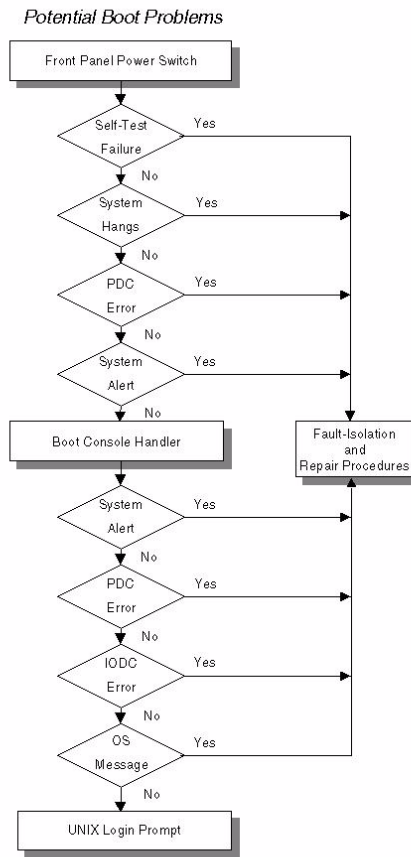 Potential Boot Problems
Front Panel Power Switch
Self-Test
Failure
Yes
No
System
Hangs
Yes
No
PDC
Error
Yes
No
System
Alert
Yes
No
Boot Console Handler
Fault-Isolation
and
Repair Procedures
System
Alert
Yes
No
PDC
Error
Yes
No
IODC
Error
Yes
No
OS
Message
Yes
No
UNIX Login Prompt